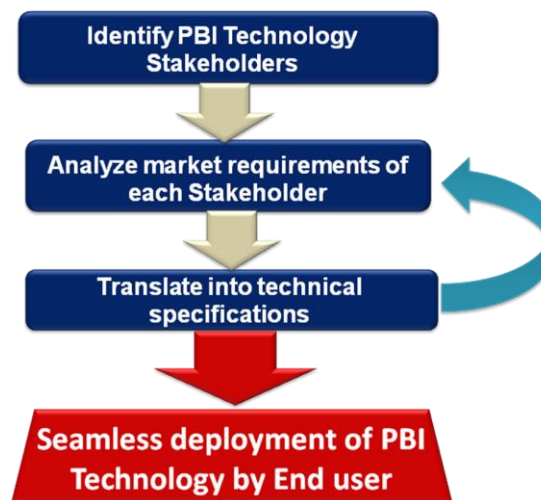 Identify PBI Technology
Stakeholders
Analyze market requirements of
each Stakeholder
Translate into technical
specifications
Seamless deployment of PBI
Technology by End user